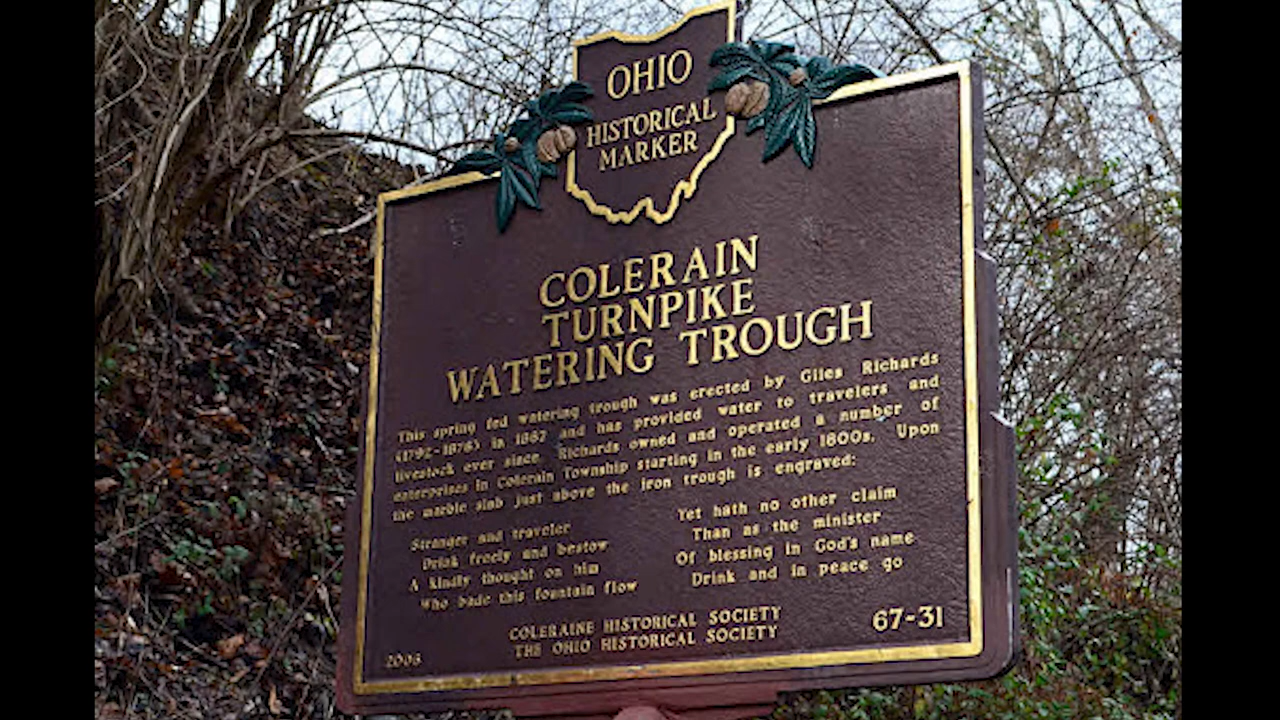 OHIO
HISTORICAL
MARKER
COLERAIN
TURNPIKE
WATERING TROUGH
This spring fed watering trough was erected by Giles Richards
(1792-1876) in 1867 and has provided water to travelers and
livestock ever since. Richards owned and operated a number of
enterprises in Colerain Township starting in the early 1800s. Upon
the marble slab just above the iron trough is engraved:
Stranger and traveler
Drink freely and bestow
A kindly thought on him
Who bade this fountain flow
Yet hath no other claim
Than as the minister
Of blessing in God's name
Drink and in peace go
COLERAINE HISTORICAL SOCIETY
THE OHIO HISTORICAL SOCIETY
2003
67-31